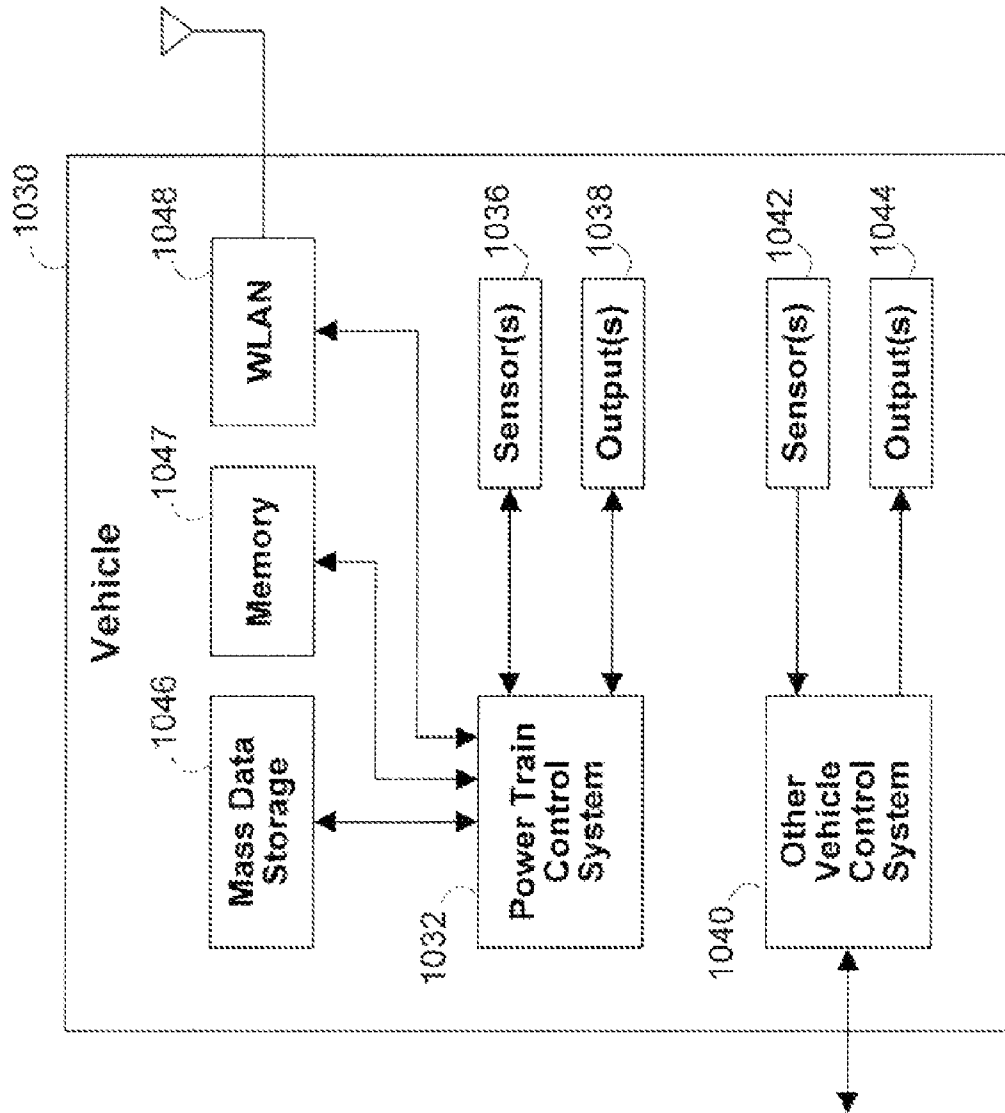 1030
Vehicle
1046
1047
1048
Mass Data
Storage
Memory
WLAN
1032
Power Train
Control
System
Sensor(s)
1036
Output(s)
1038
1040
Other
Vehicle
Control
System
Sensor(s)
1042
Output(s)
1044